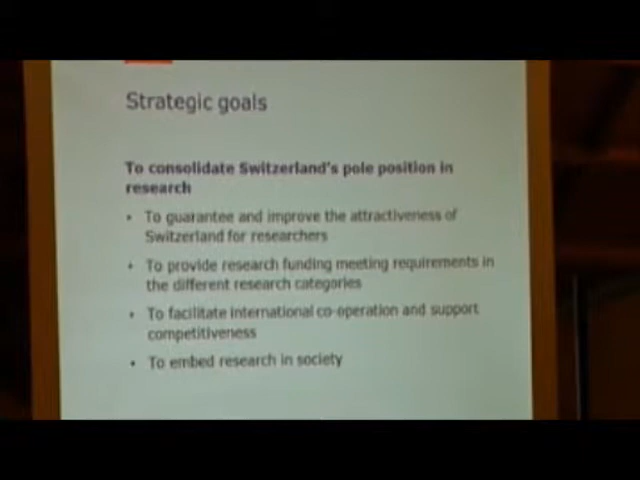 Strategic goals
To consolidate Switzerland's pole position in
research
• To guarantee and improve the attractiveness of
Switzerland for researchers
• To provide research funding meeting requirements in
the different research categories
• To facilitate international co-operation and support
competitiveness
• To embed research in society